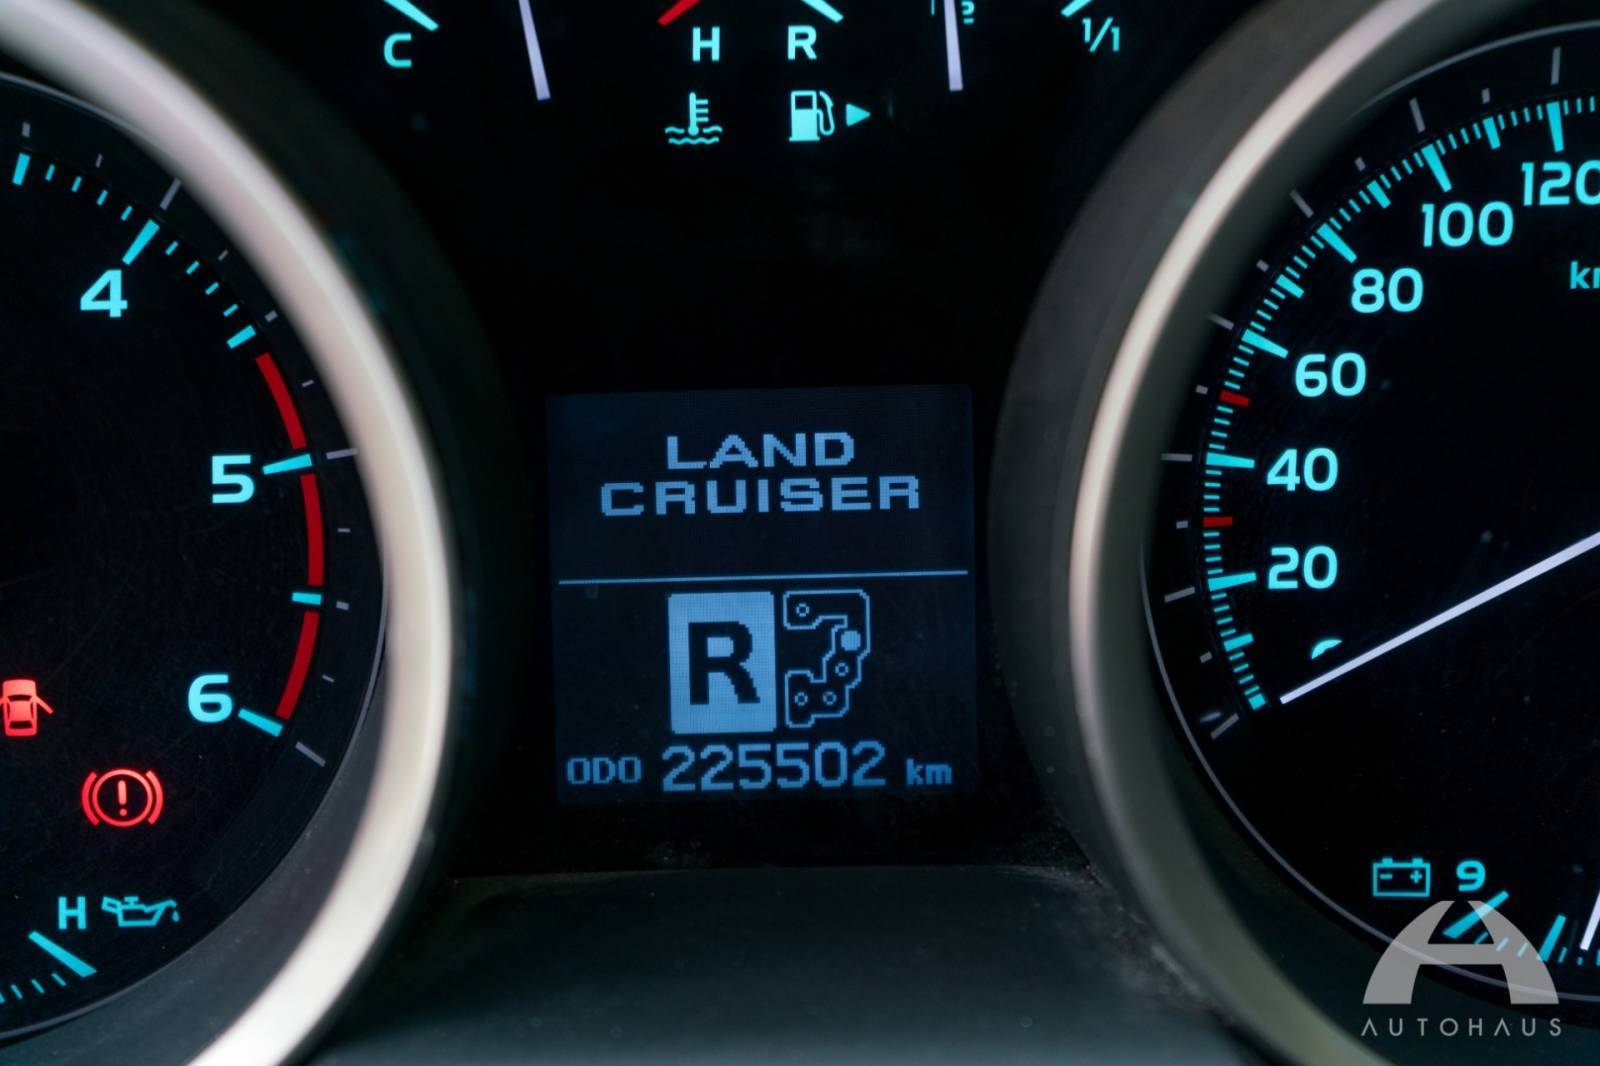 C
H
R
1/1
4
5
6
H
120
100
80
60
40
20
LAND
CRUISER
R
ODO 225502 km
9
AUTOHAUS